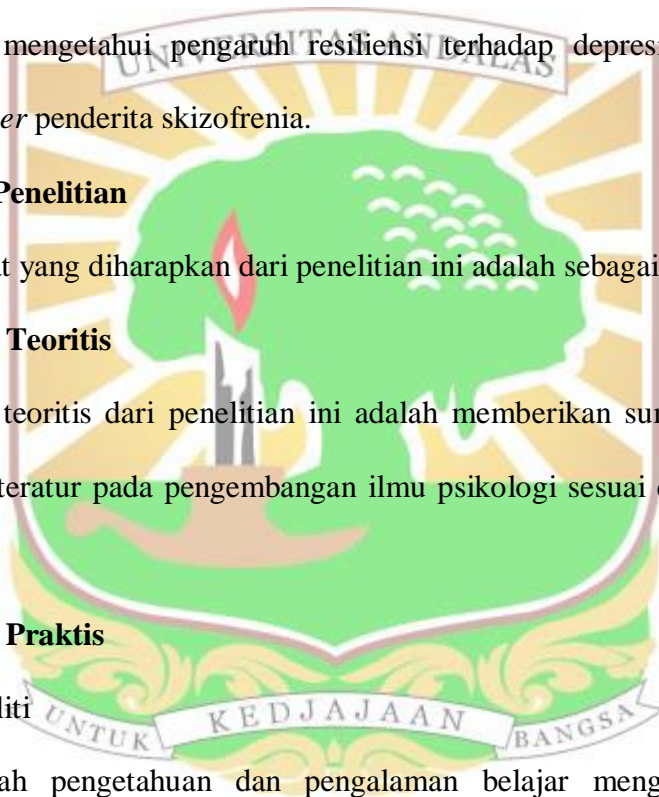 mengetahui pengaruh resiliensi terhadap depresi
UNIVERSITAS ANDALAS
er penderita skizofrenia.
Penelitian
t yang diharapkan dari penelitian ini adalah sebagai
Teoritis
teoritis dari penelitian ini adalah memberikan sur
teratur pada pengembangan ilmu psikologi sesuai
Praktis
liti
UNTUK KEDJAJAAN BANGSA
ah pengetahuan dan pengalaman belajar meng